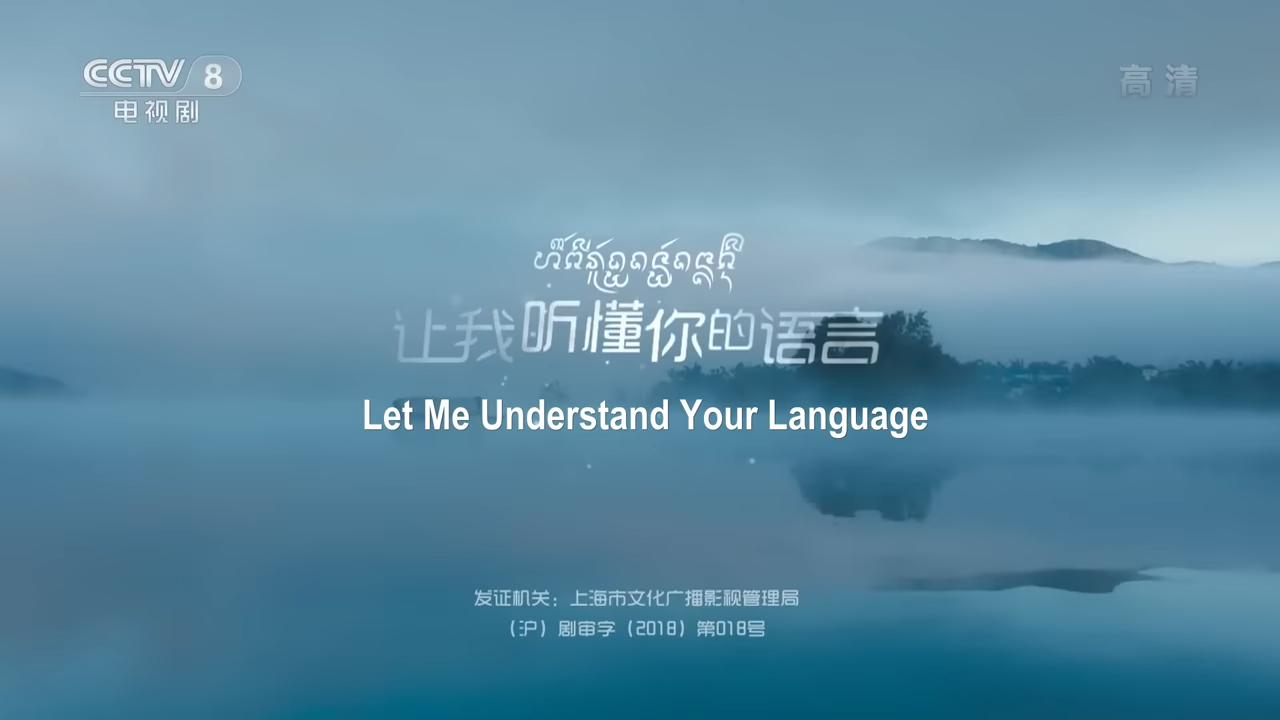 CCTV 8
高清
电视剧
让我听懂你的语言
Let Me Understand Your Language
发证机关：上海市文化广播影视管理局
（沪）剧审字（2018）第018号